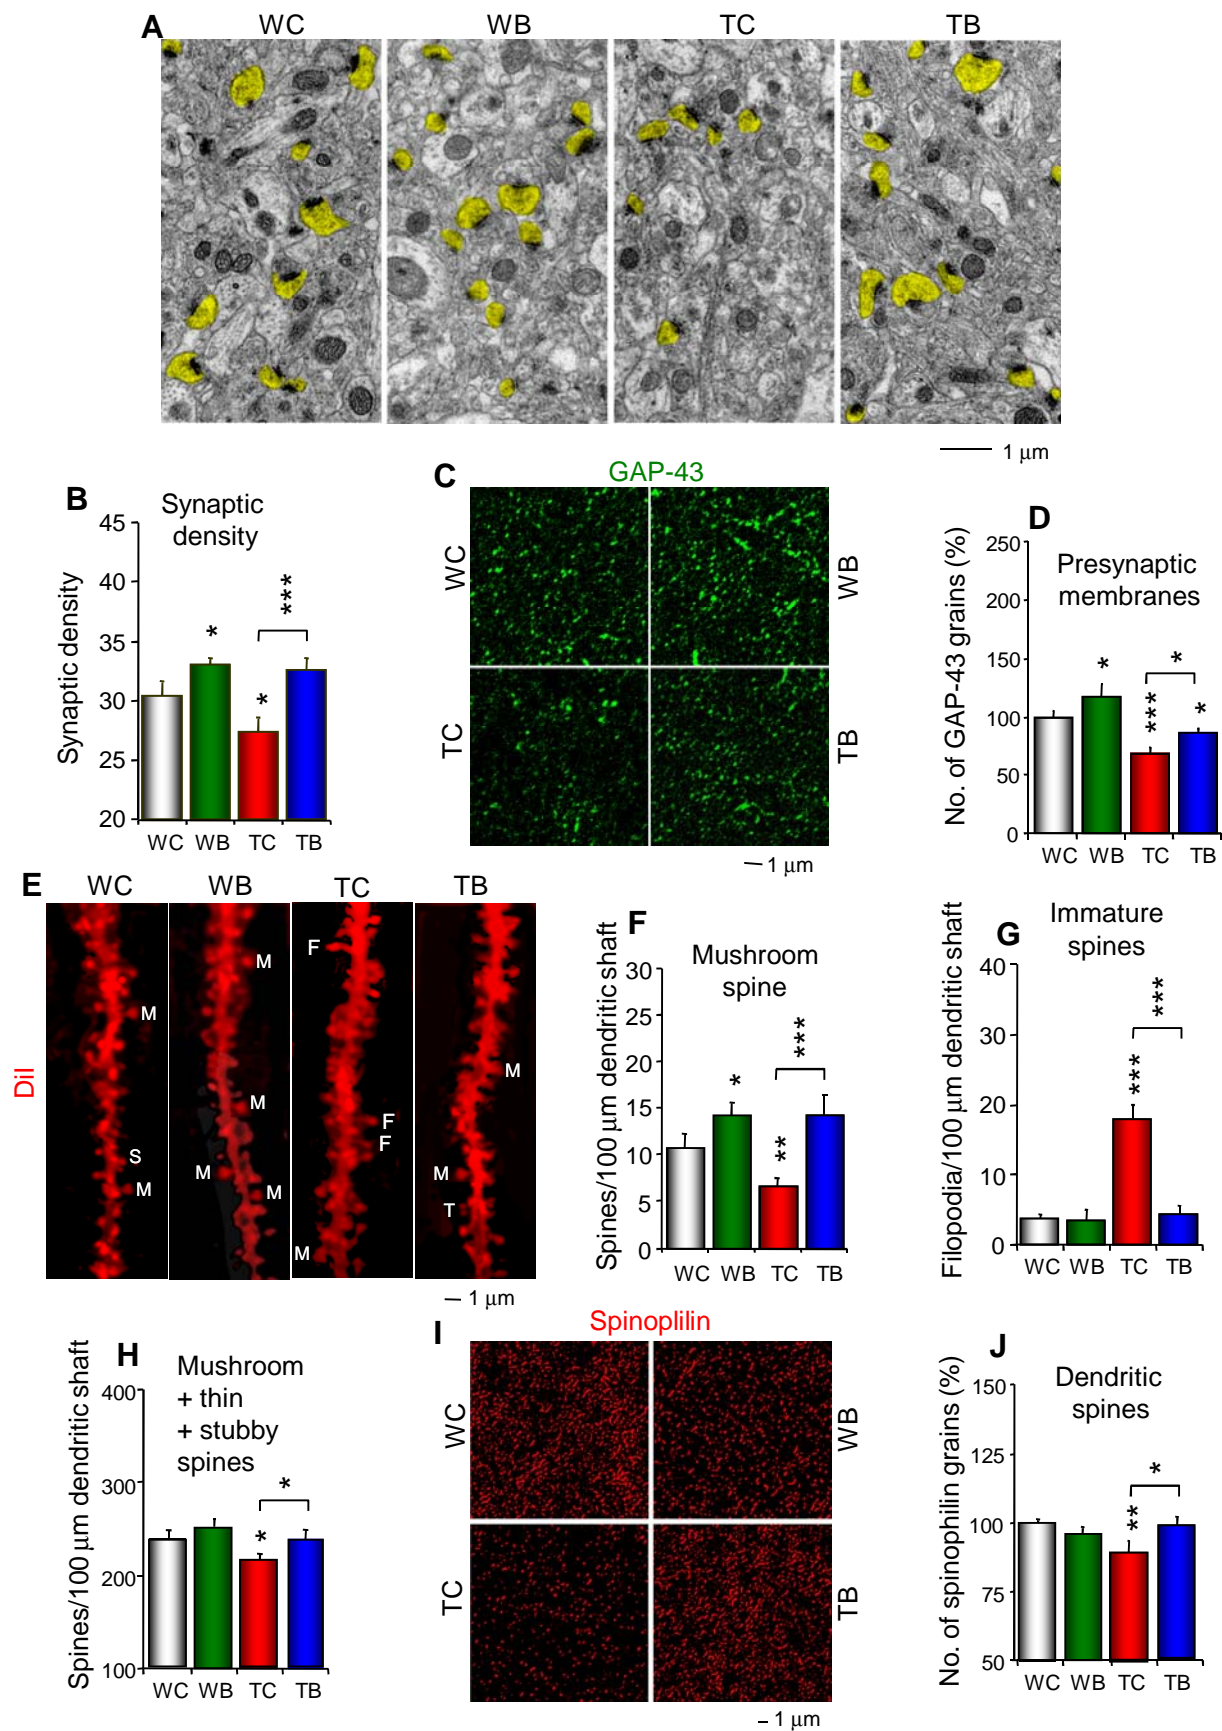 A
WC
WB
TC
TB
1 µm
B
Synaptic
density
Synaptic density
45
40
35
30
25
20
*
*
***
WC
WB
TC
TB
C
GAP-43
WC
WB
TC
TB
1 µm
D
Presynaptic
membranes
No. of GAP-43 grains (%)
250
200
150
100
50
0
*
***
*
*
WC
WB
TC
TB
E
WC
WB
TC
TB
DiI
M
S
M
M
M
M
M
F
F
F
M
M
M
T
1 µm
F
Mushroom
spine
Spines/100 µm dendritic shaft
30
25
20
15
10
5
0
*
**
***
WC
WB
TC
TB
G
Immature
spines
Filopodia/100 µm dendritic shaft
40
30
20
10
0
***
***
WC
WB
TC
TB
H
Mushroom
+ thin
+ stubby
spines
Spines/100 µm dendritic shaft
400
300
200
100
*
*
WC
WB
TC
TB
I
Spinoplilin
WC
WB
TC
TB
1 µm
J
Dendritic
spines
No. of spinophilin grains (%)
150
125
100
75
50
**
*
WC
WB
TC
TB